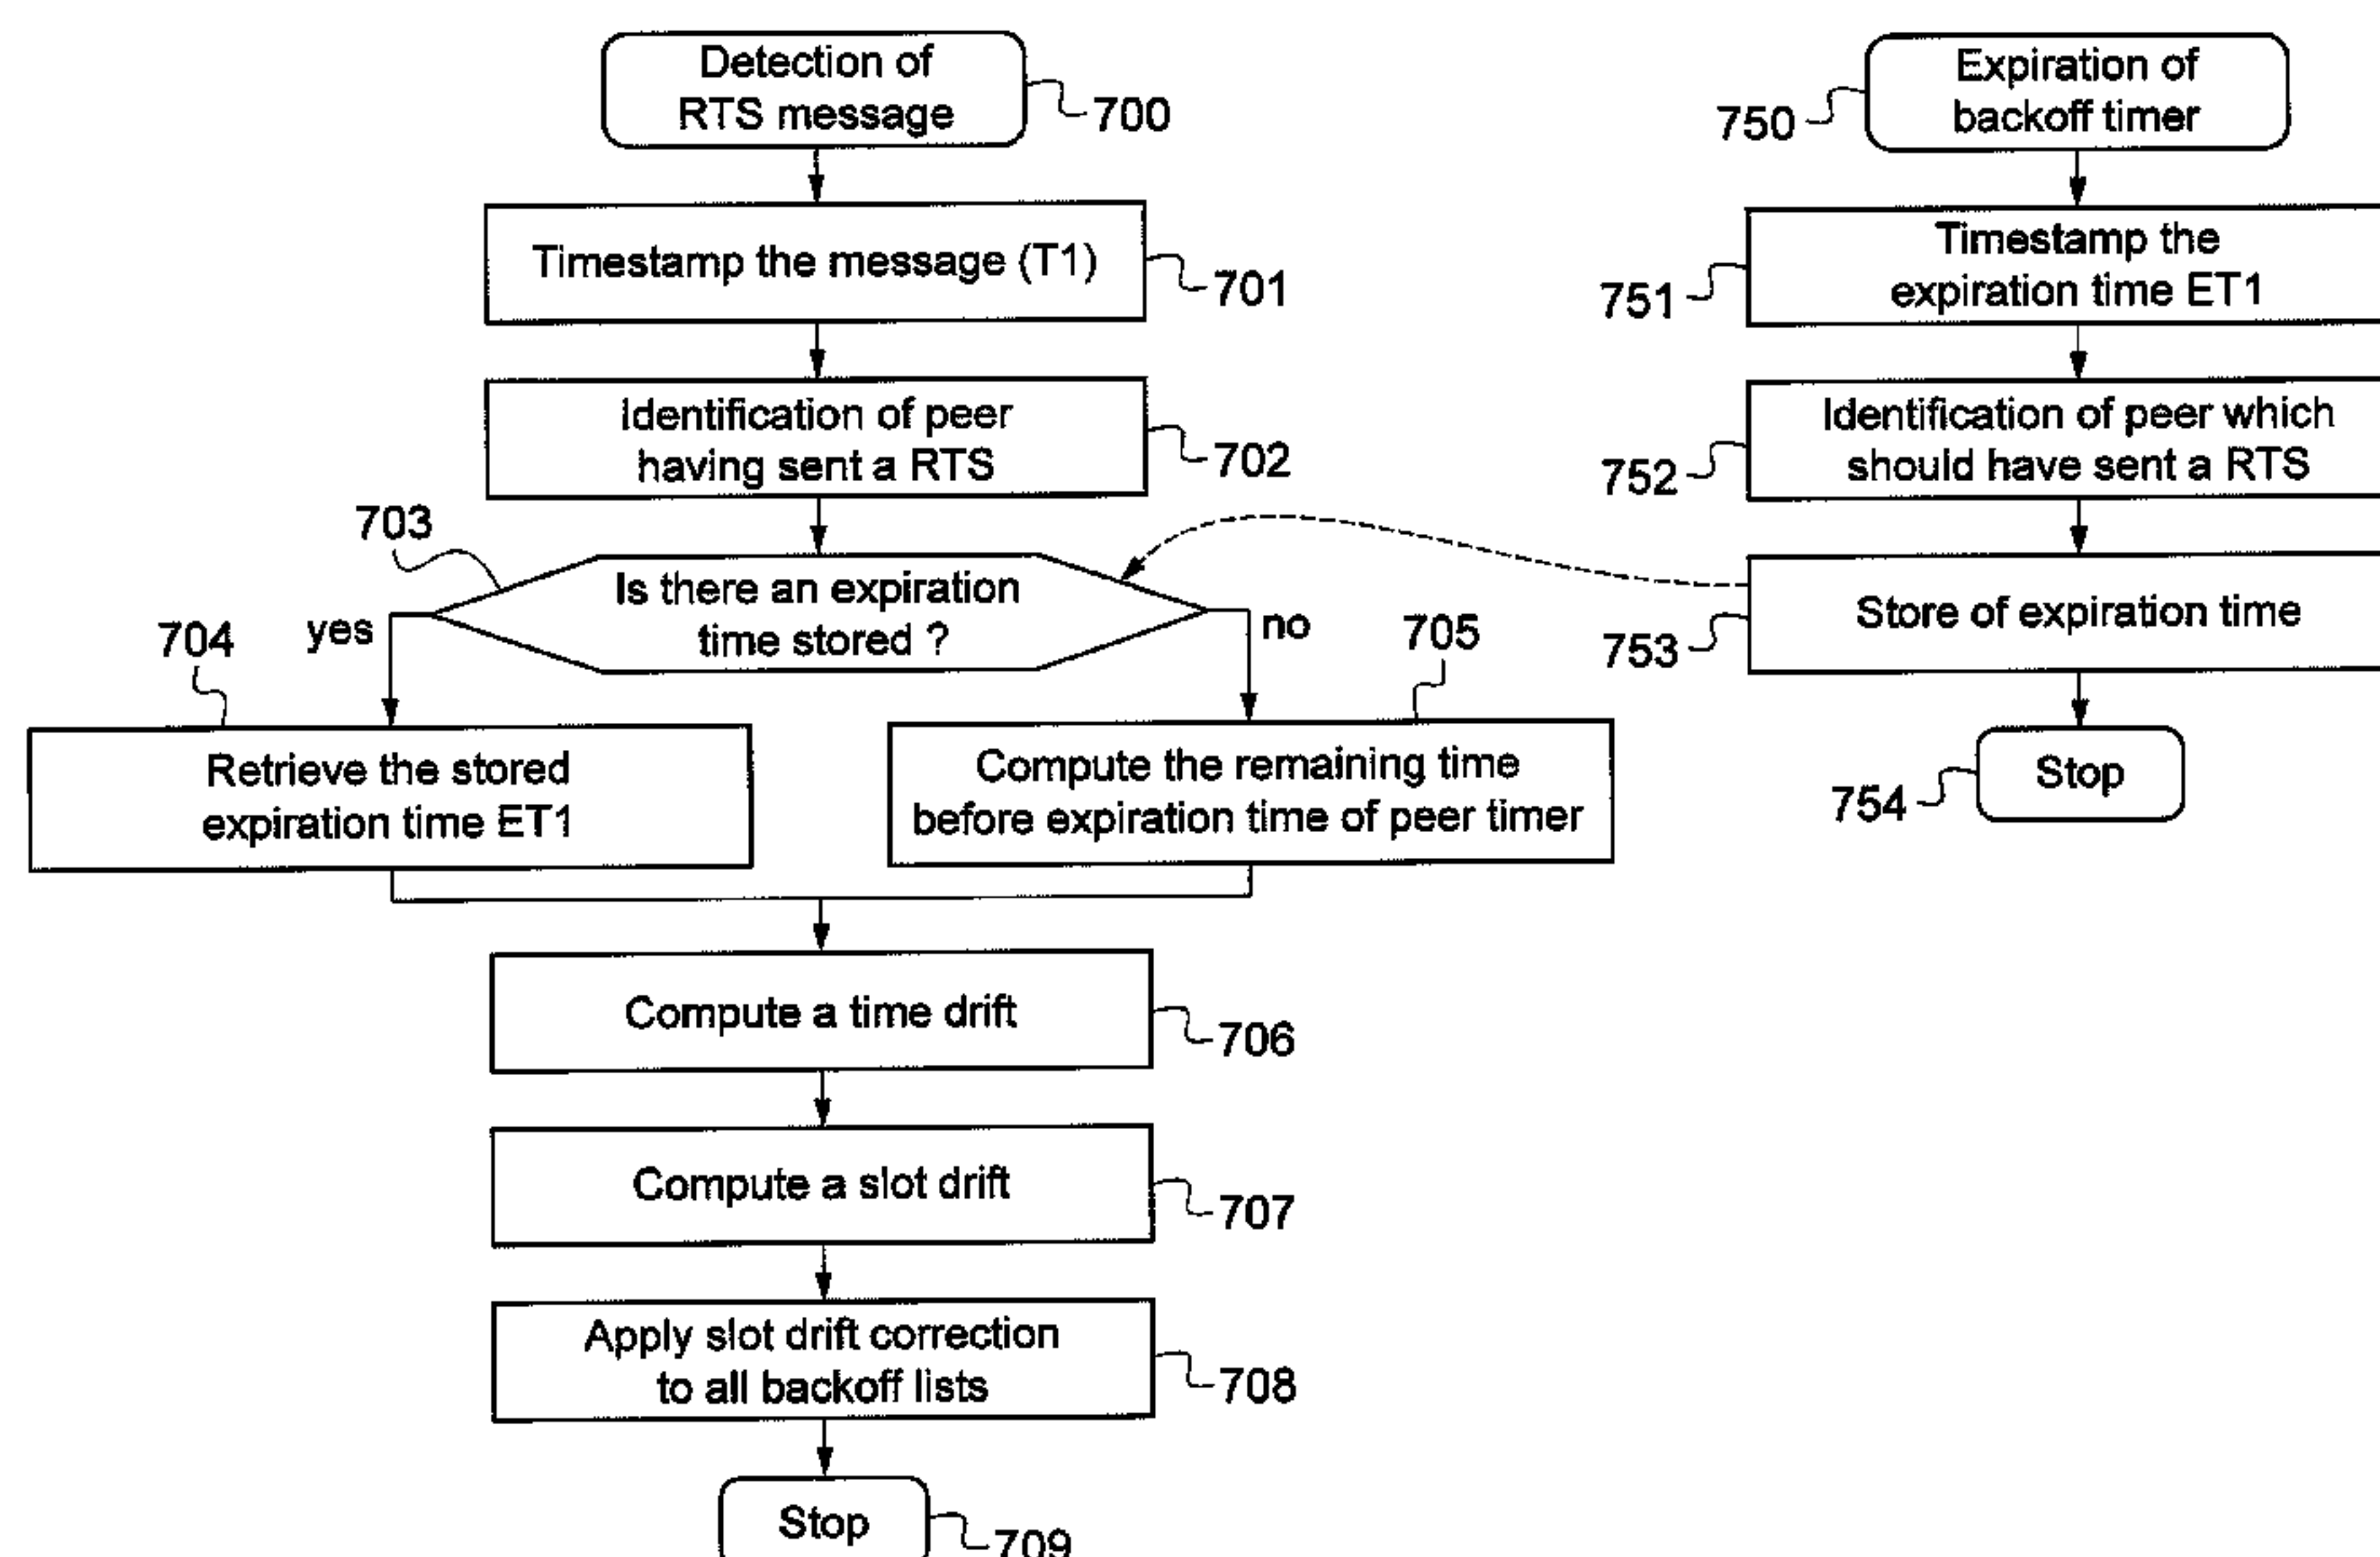 Detection of
RTS message
700
Timestamp the message (T1)
701
Identification of peer
having sent a RTS
702
703
Is there an expiration
time stored ?
yes
no
704
Retrieve the stored
expiration time ET1
705
Compute the remaining time
before expiration time of peer timer
Compute a time drift
706
Compute a slot drift
707
Apply slot drift correction
to all backoff lists
708
Stop
709
Expiration of
backoff timer
750
Timestamp the
expiration time ET1
751
Identification of peer which
should have sent a RTS
752
Store of expiration time
753
Stop
754